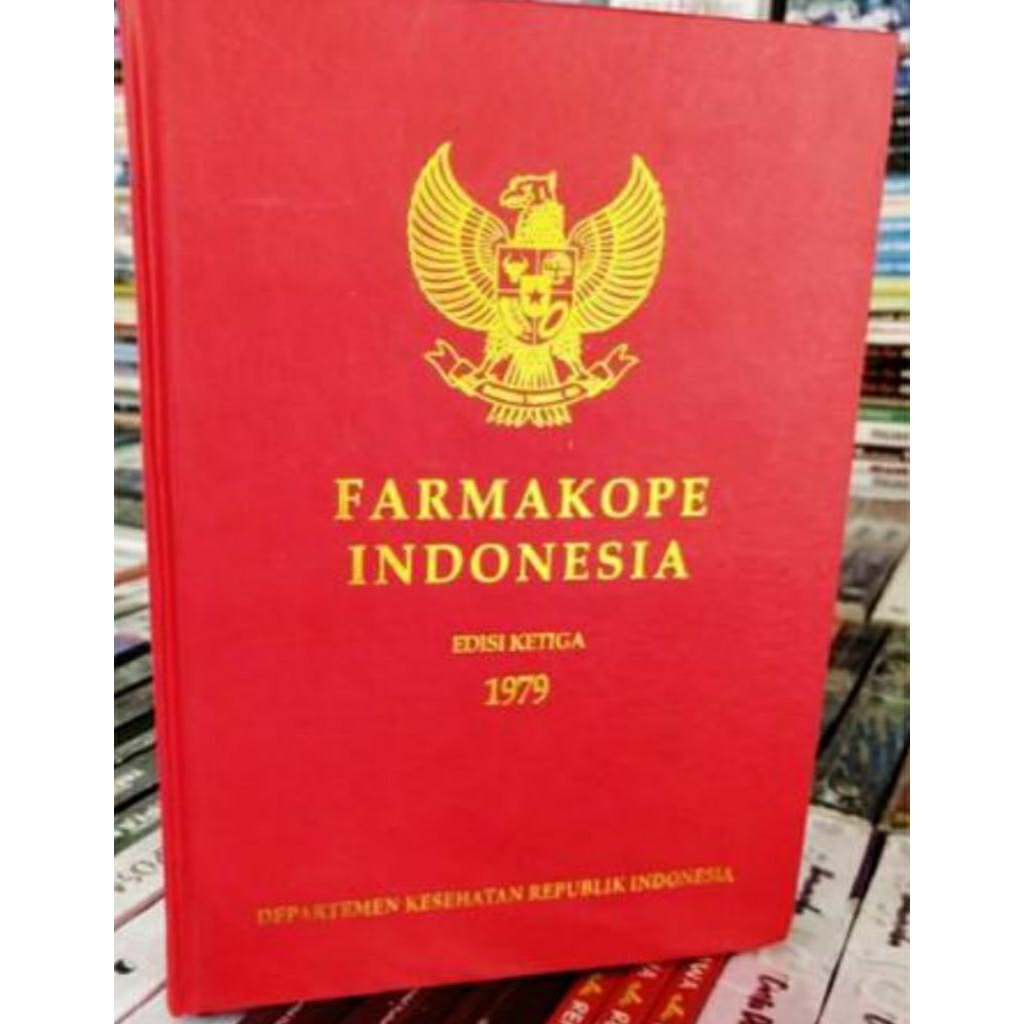 FARMAKOPE
INDONESIA
EDISI KETIGA
1979
DEPARTEMEN KESEHATAN REPUBLIK INDONESIA